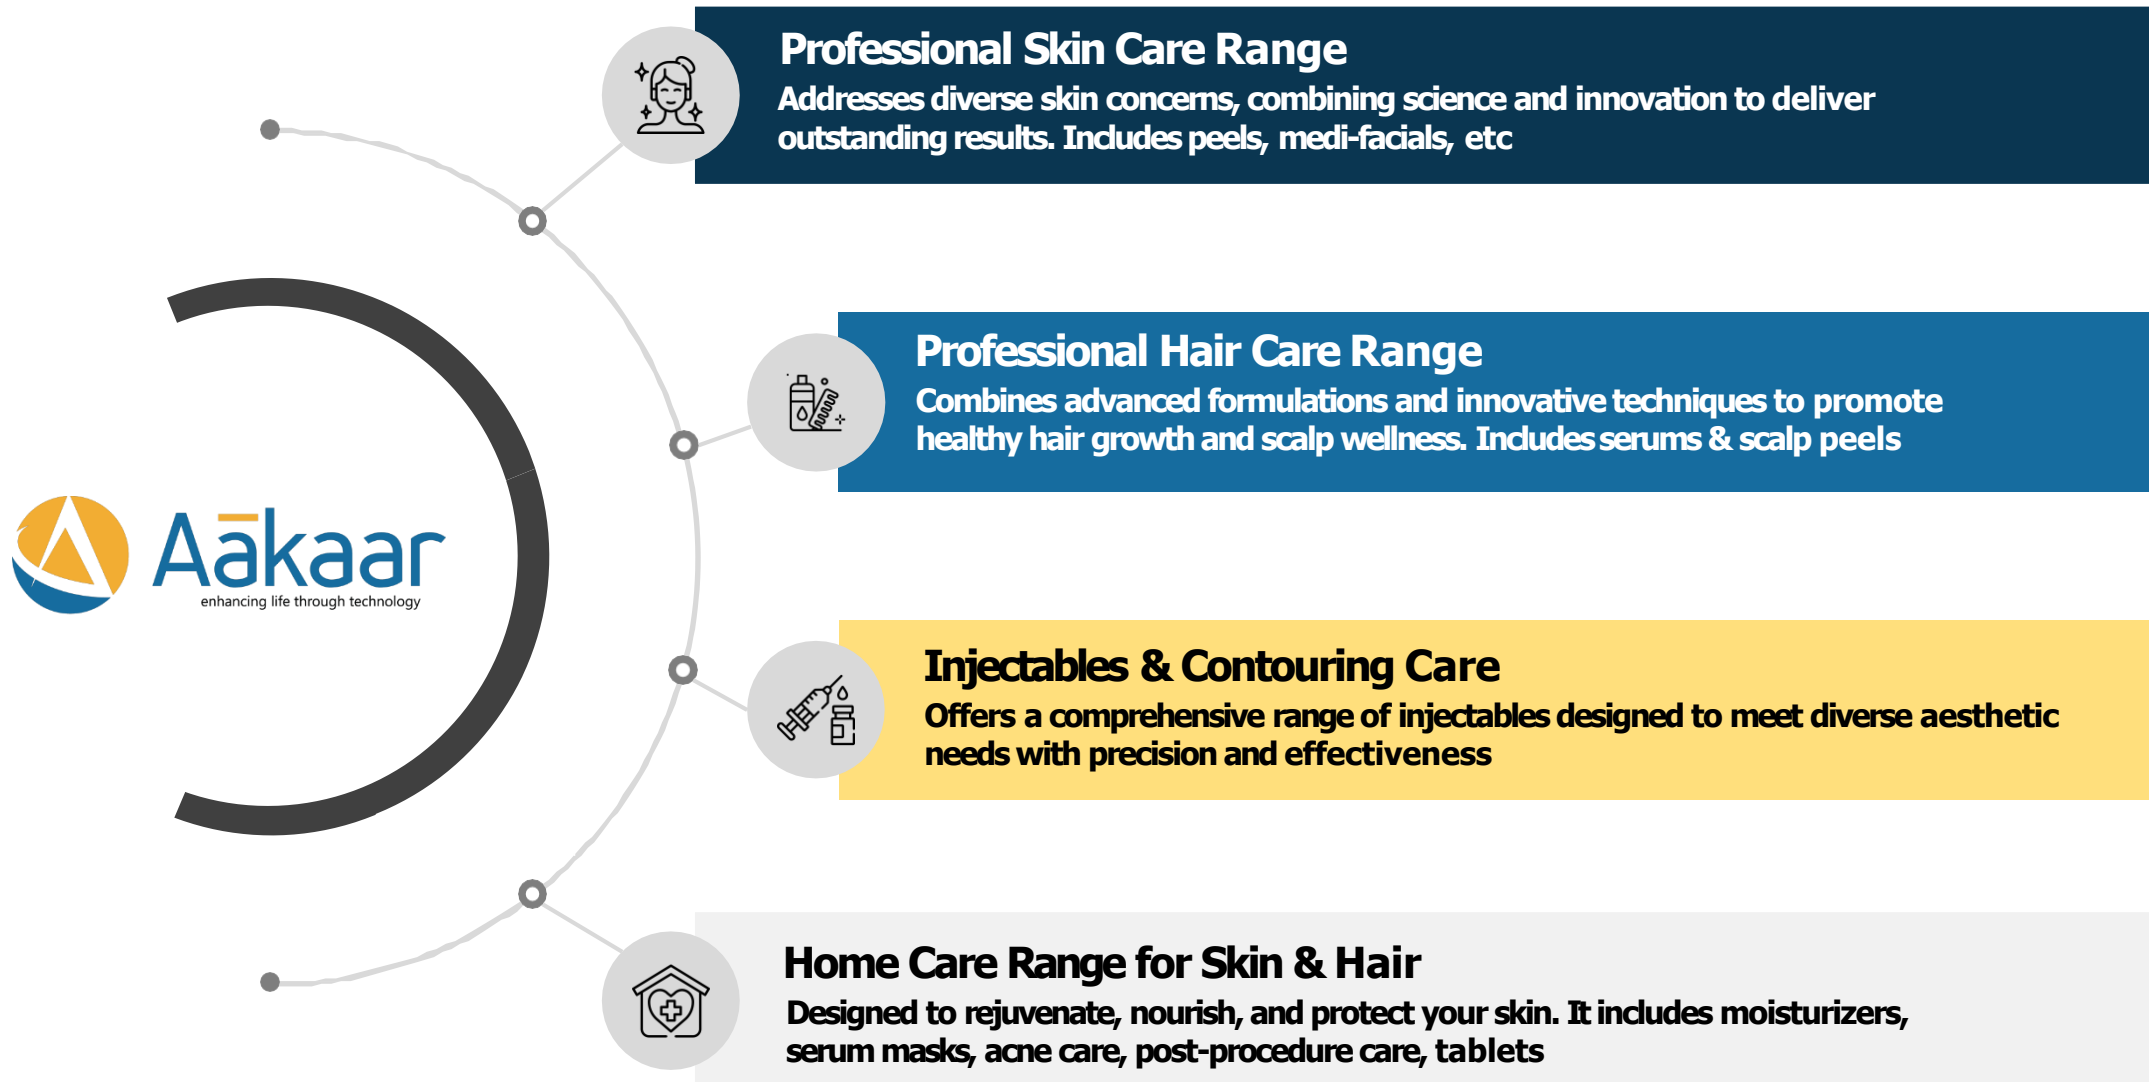 Professional Skin Care Range
Addresses diverse skin concerns, combining science and innovation to deliver
outstanding results. Includes peels, medi-facials, etc
Professional Hair Care Range
Combines advanced formulations and innovative techniques to promote
healthy hair growth and scalp wellness. Includes serums & scalp peels
Aākaar
enhancing life through technology
Injectables & Contouring Care
Offers a comprehensive range of injectables designed to meet diverse aesthetic
needs with precision and effectiveness
Home Care Range for Skin & Hair
Designed to rejuvenate, nourish, and protect your skin. It includes moisturizers,
serum masks, acne care, post-procedure care, tablets